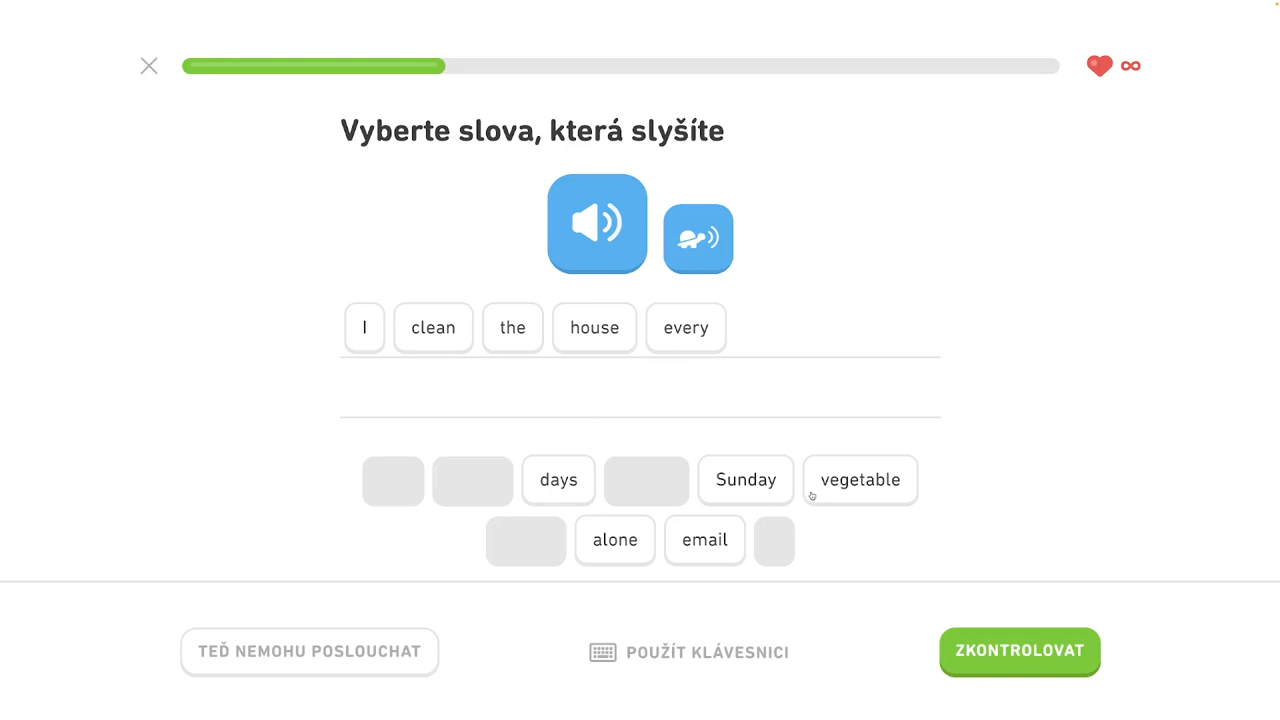 Vyberte slova, která slyšíte
I clean the house every
days Sunday vegetable
alone email
TEĎ NEMOHU POSLOUCHAT POUŽÍT KLÁVESNICI ZKONTROLOVAT